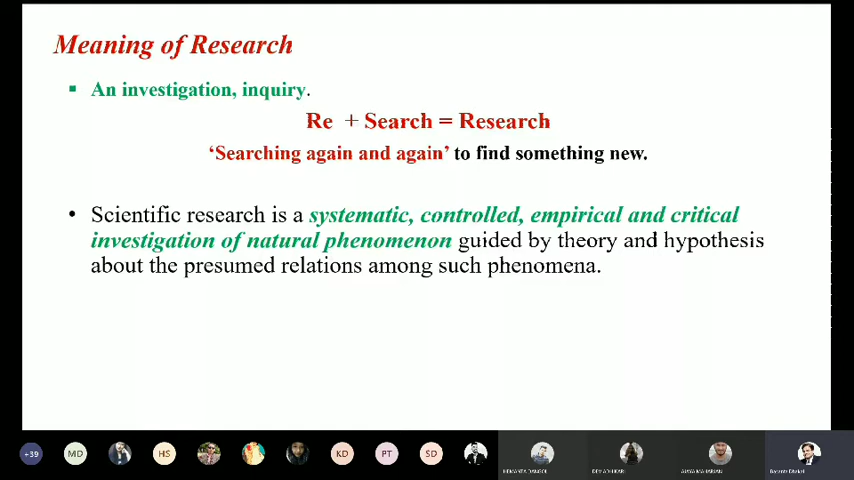 Meaning of Research
▪ An investigation, inquiry.
Re + Search = Research
‘Searching again and again’ to find something new.
• Scientific research is a systematic, controlled, empirical and critical
investigation of natural phenomenon guided by theory and hypothesis
about the presumed relations among such phenomena.
+39 MD HS KD PT SD